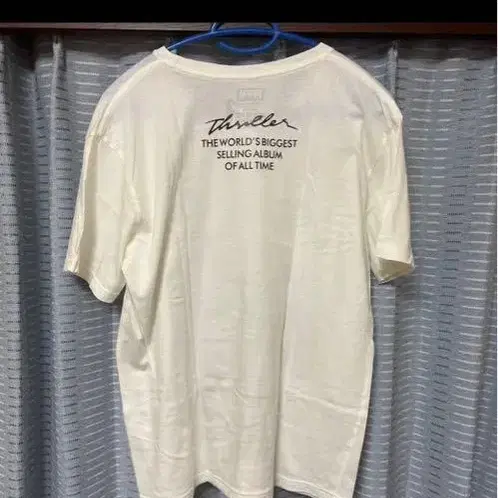 Thriller
THE WORLD'S BIGGEST
SELLING ALBUM
OF ALL TIME